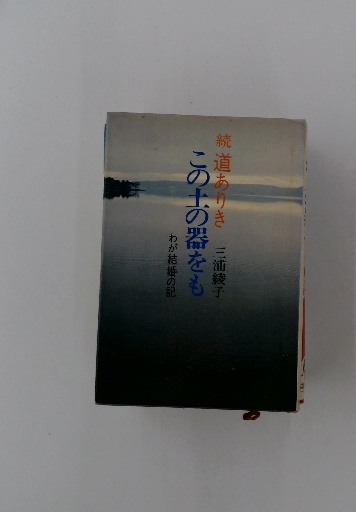 続 道ありき
この土の器をも
三浦綾子
わが結婚の記